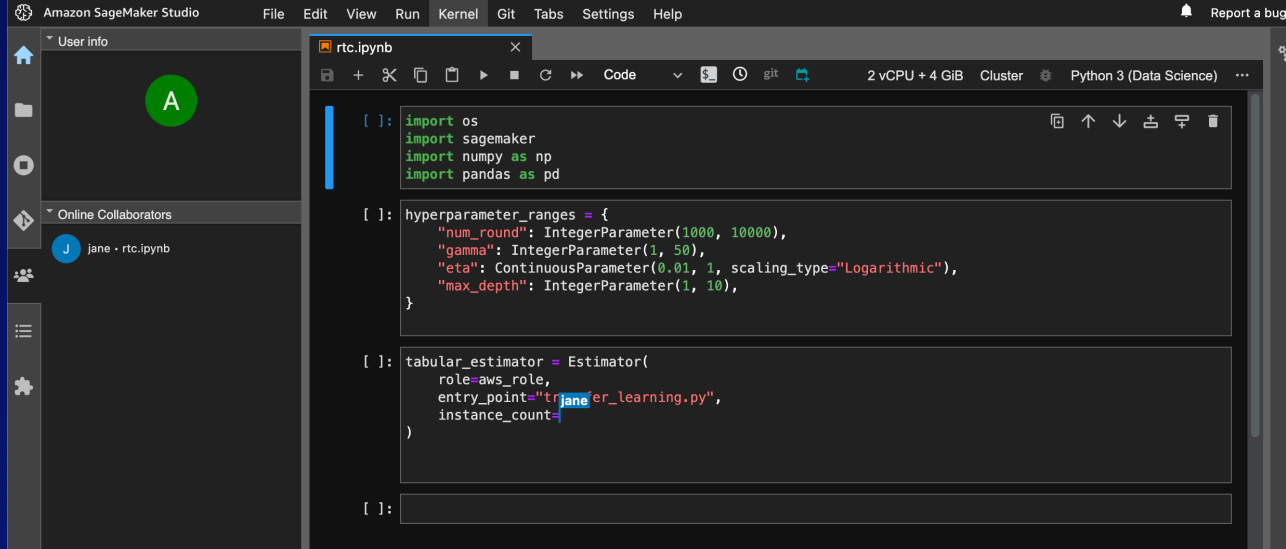 Amazon SageMaker Studio File Edit View Run Kernel Git Tabs Settings Help Report a bug
User info
A
Online Collaborators
J jane • rtc.ipynb
rtc.ipynb
Code git 2 vCPU + 4 GiB Cluster Python 3 (Data Science)
[ ]: import os
import sagemaker
import numpy as np
import pandas as pd
[ ]: hyperparameter_ranges = {
"num_round": IntegerParameter(1000, 10000),
"gamma": IntegerParameter(1, 50),
"eta": ContinuousParameter(0.01, 1, scaling_type="Logarithmic"),
"max_depth": IntegerParameter(1, 10),
}
[ ]: tabular_estimator = Estimator(
role=aws_role,
entry_point="tr jane fer_learning.py",
instance_count=
)
[ ]: